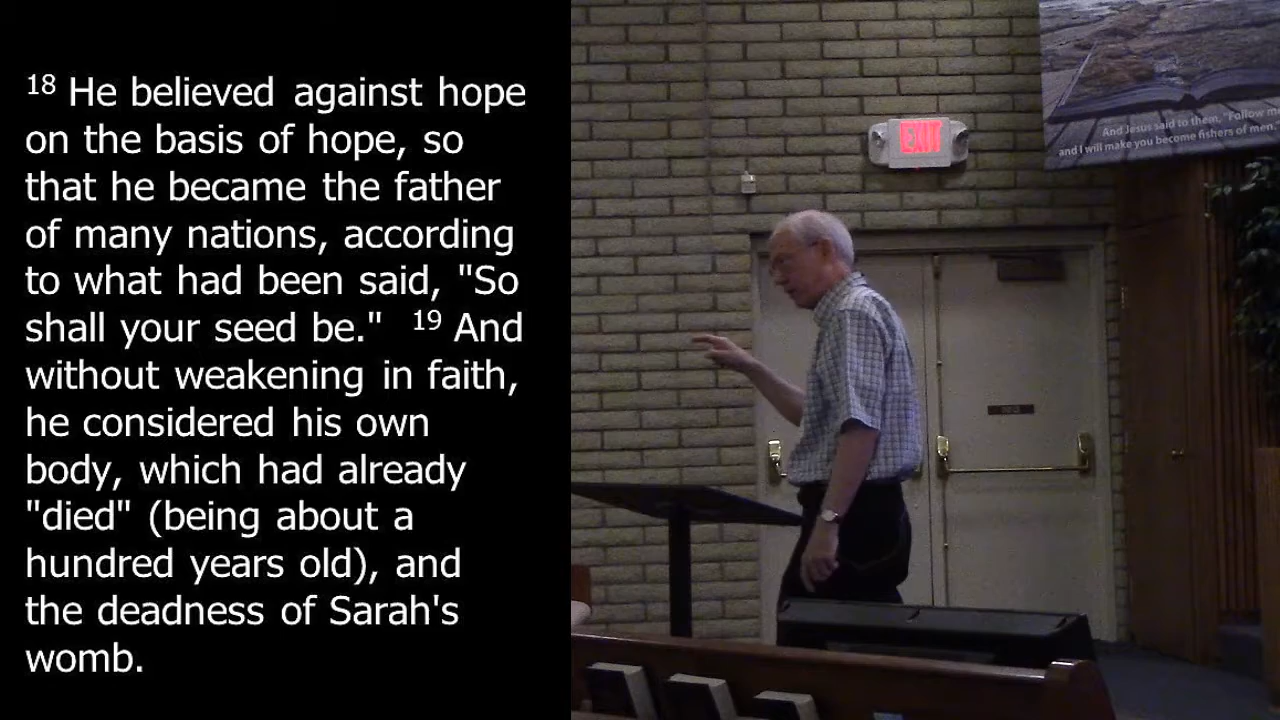 18 He believed against hope
on the basis of hope, so
that he became the father
of many nations, according
to what had been said, "So
shall your seed be." 19 And
without weakening in faith,
he considered his own
body, which had already
"died" (being about a
hundred years old), and
the deadness of Sarah's
womb.
EXIT
And Jesus said to them, "Follow m
and I will make you become fishers of men.